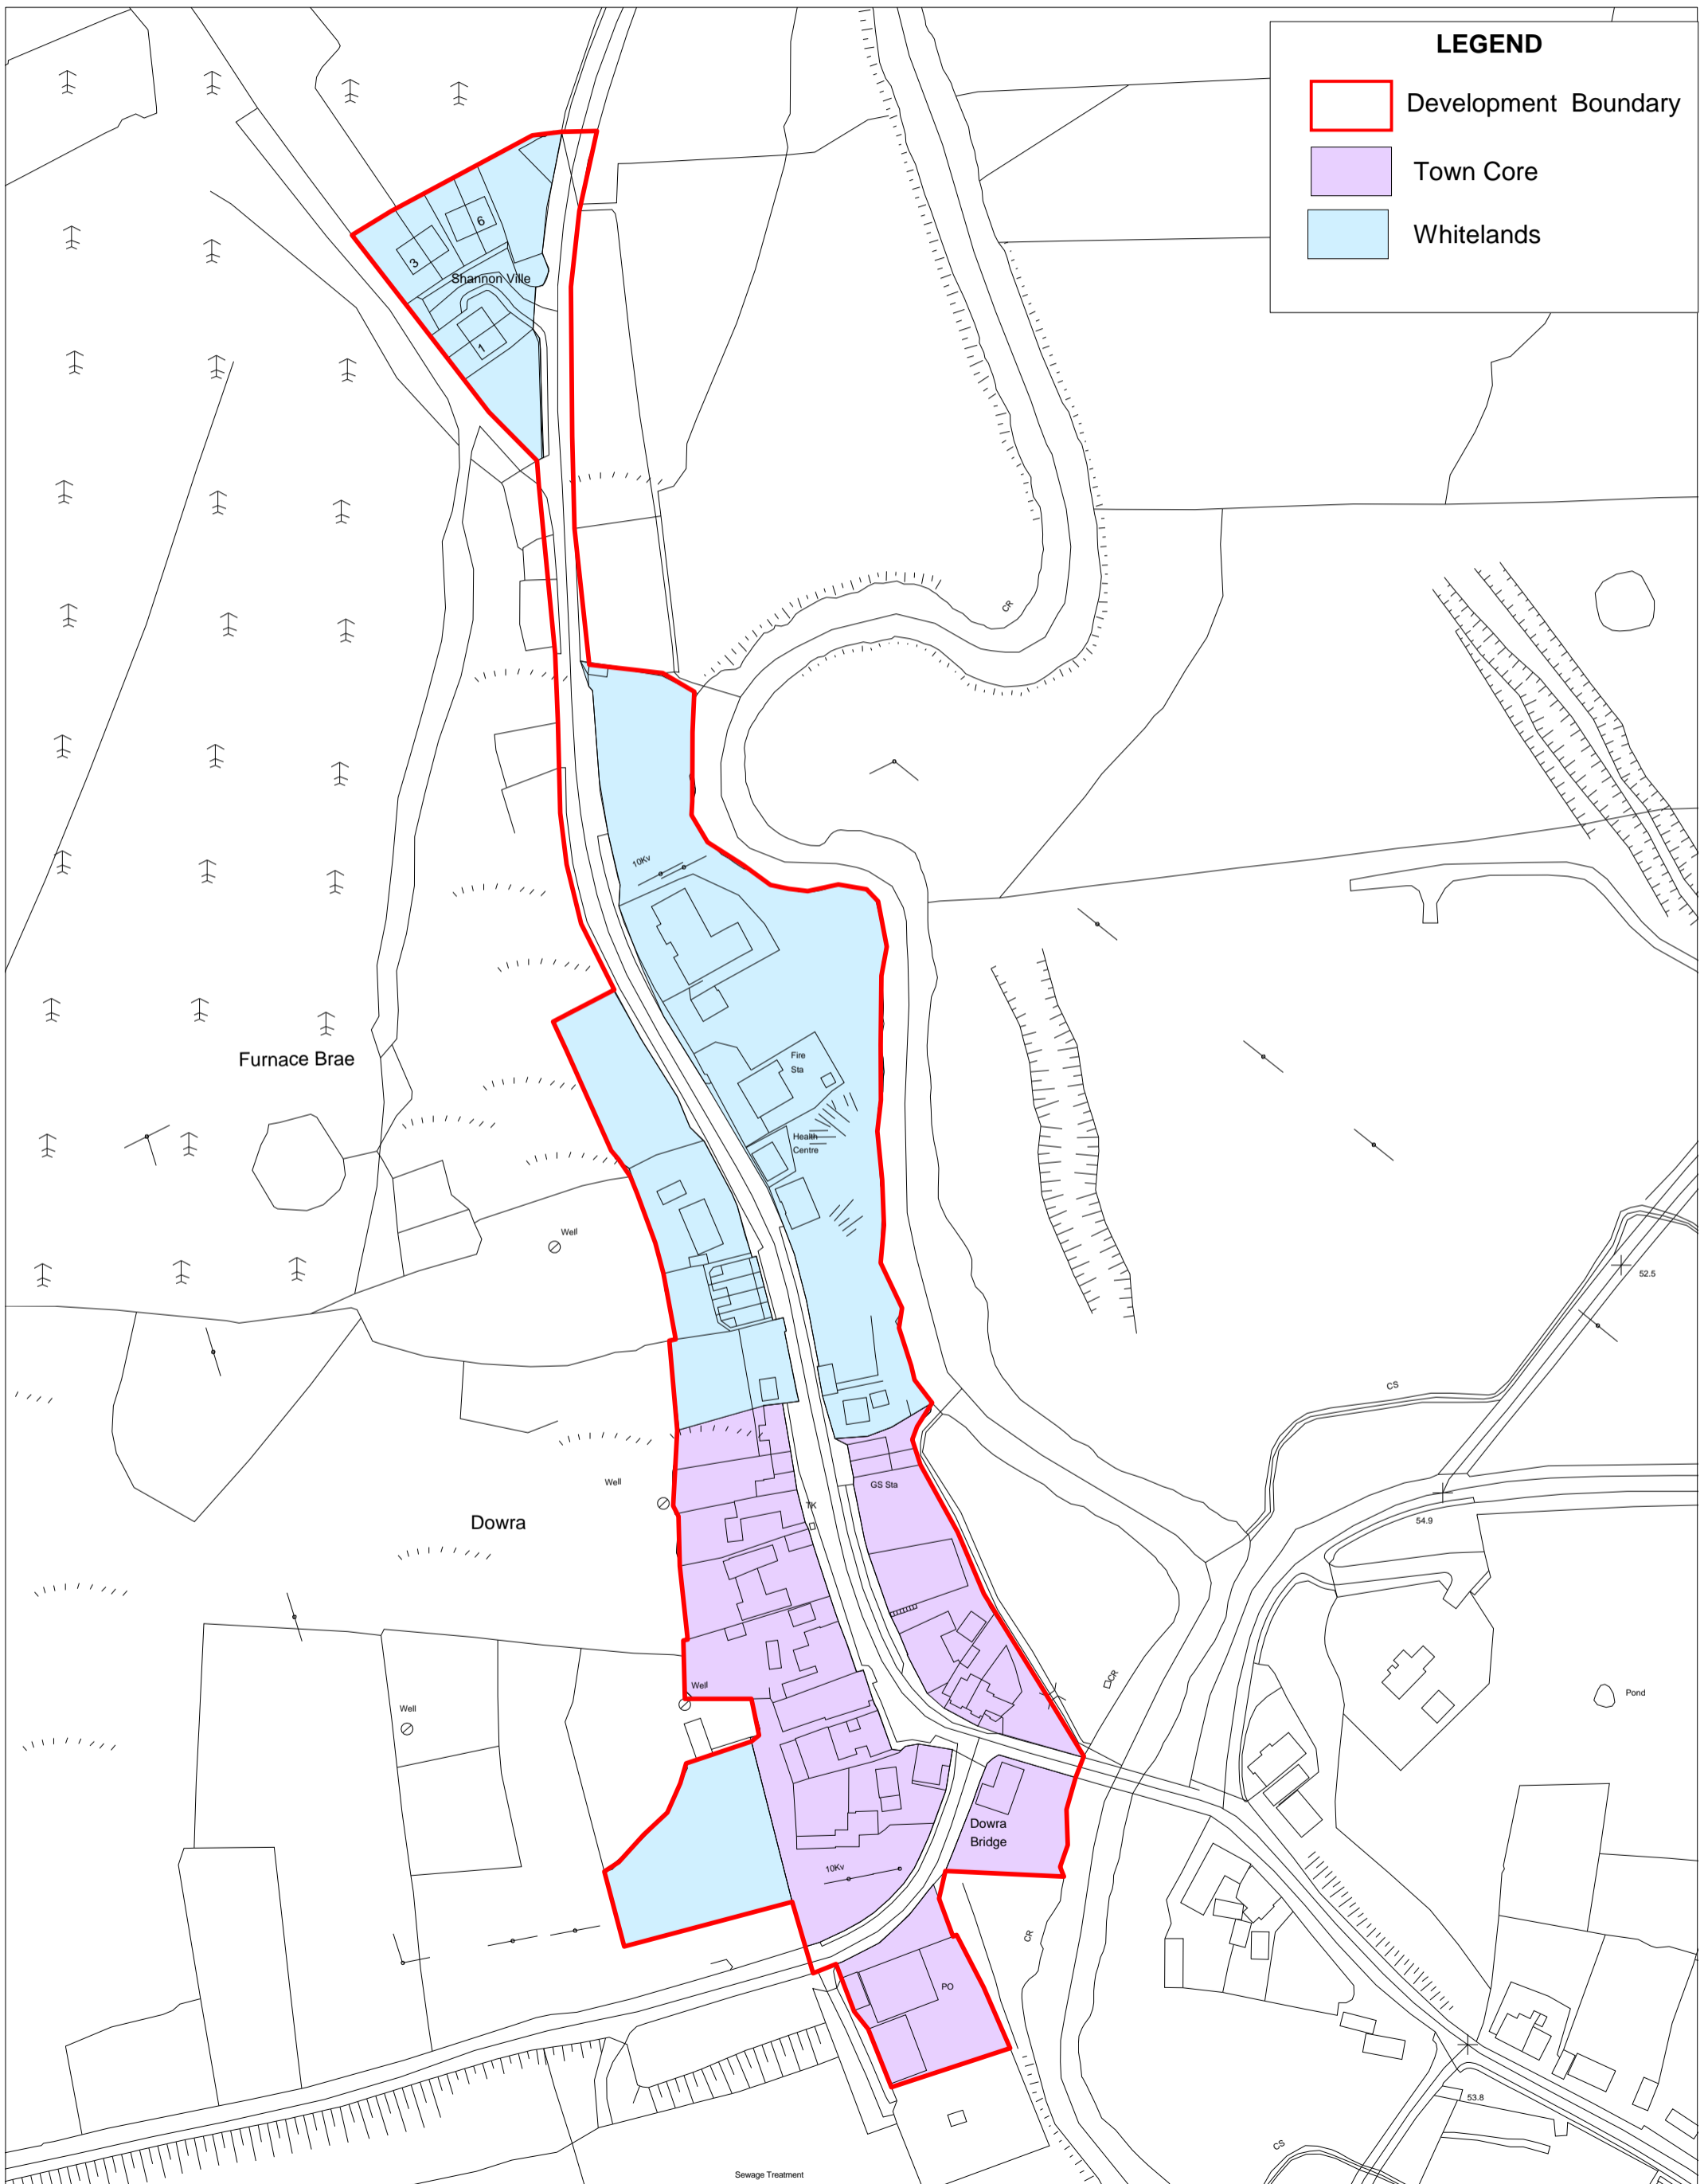 LEGEND
Development Boundary
Town Core
Whitelands
6
3
Shannon Ville
1
CR
10Kv
Fire
Sta
Furnace Brae
Health
Centre
Well
52.5
CS
Well
GS Sta
TK
Dowra
54.9
CR
Well
Well
Pond
Dowra
Bridge
10Kv
CR
PO
53.8
CS
Sewage Treatment